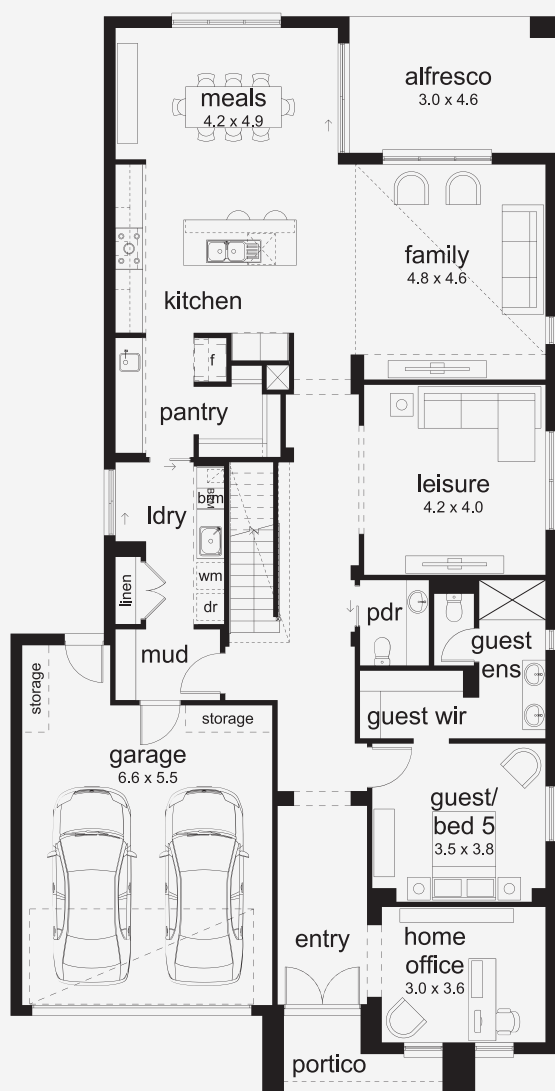 alfresco
3.0 x 4.6
meals
4.2 x 4.9
family
4.8 x 4.6
kitchen
f
pantry
leisure
4.2 x 4.0
brm
ldry
wm
dr
linen
pdr
guest
ens
mud
storage
storage
guest wir
garage
6.6 x 5.5
guest/
bed 5
3.5 x 3.8
entry
home
office
3.0 x 3.6
portico